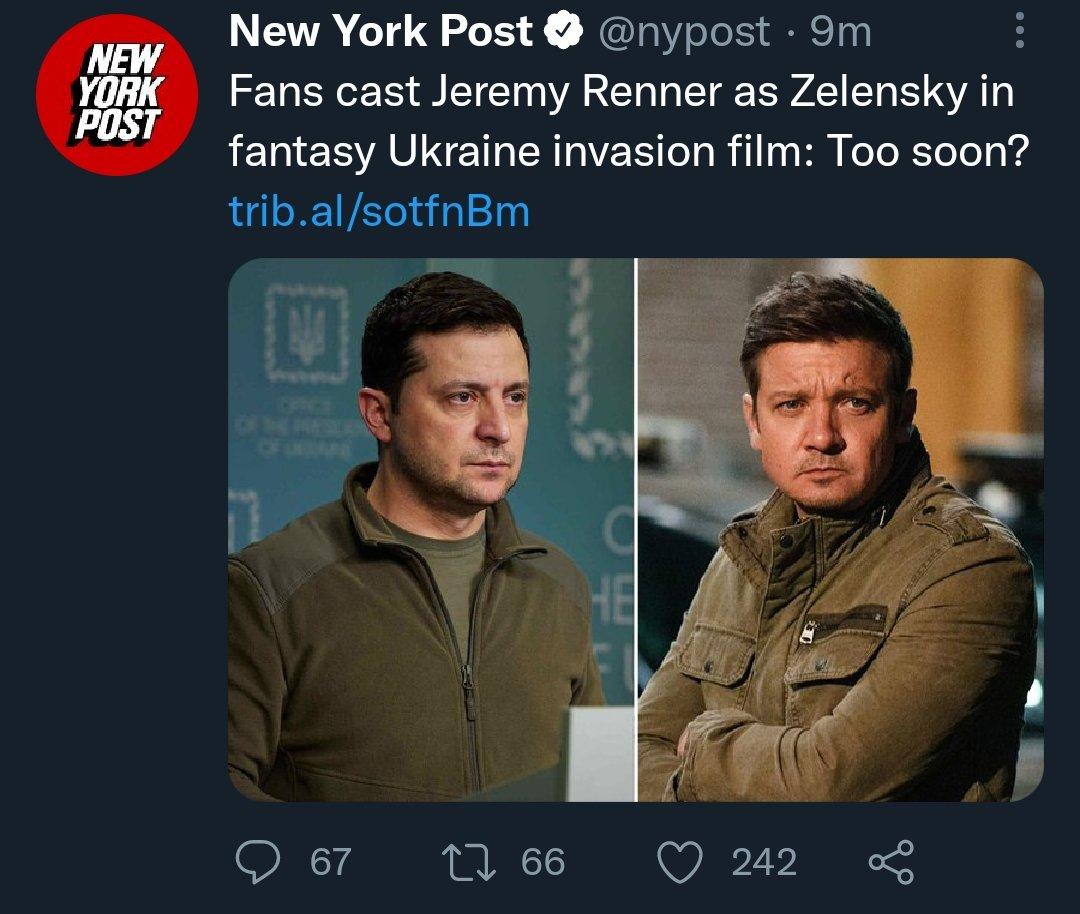 NEW
YORK
POST
New York Post @nypost · 9m
Fans cast Jeremy Renner as Zelensky in
fantasy Ukraine invasion film: Too soon?
trib.al/sotfnBm
OFFICE
OF THE PRESIDENT
OF UKRAINE
67 66 242